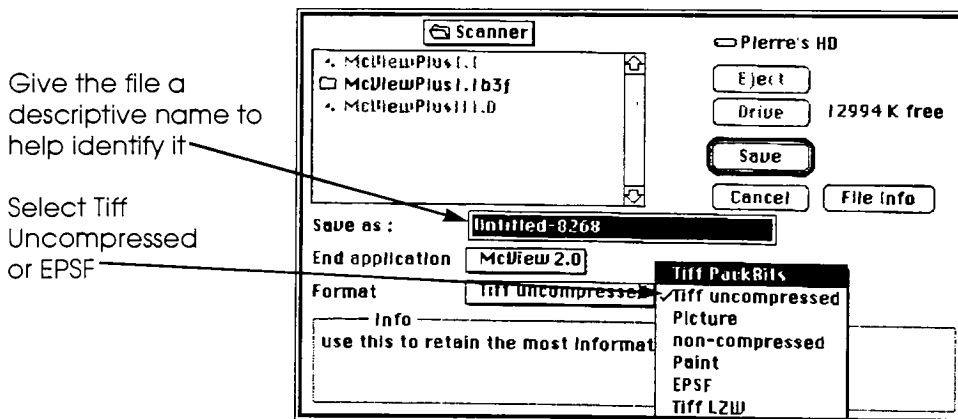 Scanner
Pierre's HD
McViewPlus1.1
McViewPlus1.1b3f
McViewPlus111.0
Eject
Drive 12994 K free
Save
Cancel File Info
Give the file a
descriptive name to
help identify it
Save as : Untitled-8268
Select Tiff
Uncompressed
or EPSF
End application McView 2.0
Format Tiff uncompressed
Tiff PackBits
✓Tiff uncompressed
Picture
non-compressed
Paint
EPSF
Tiff LZW
Info
use this to retain the most informat